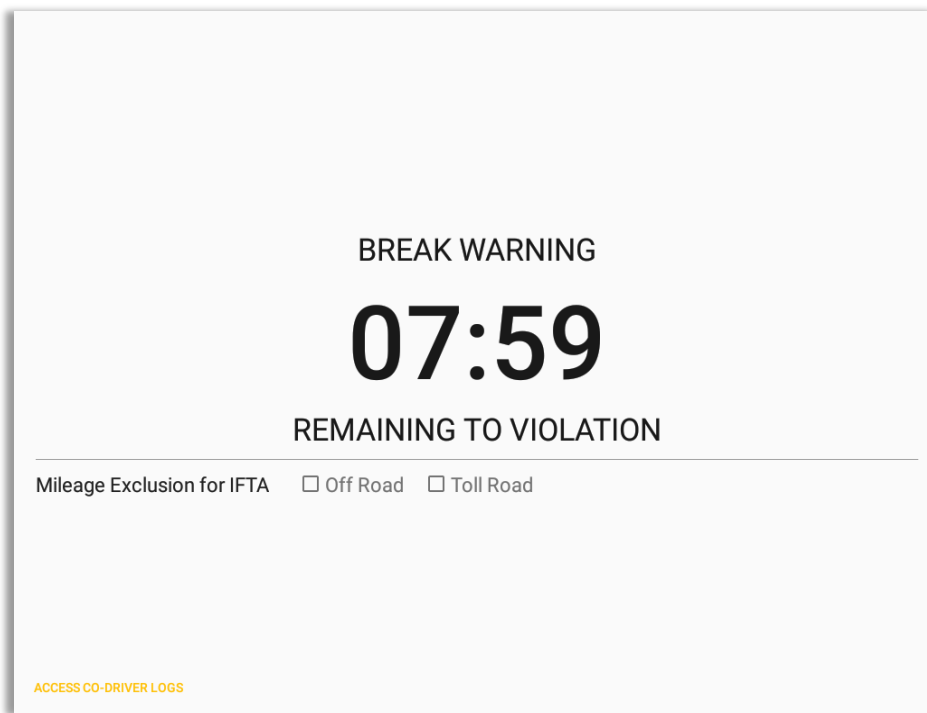 BREAK WARNING
07:59
REMAINING TO VIOLATION
Mileage Exclusion for IFTA Off Road Toll Road
ACCESS CO-DRIVER LOGS